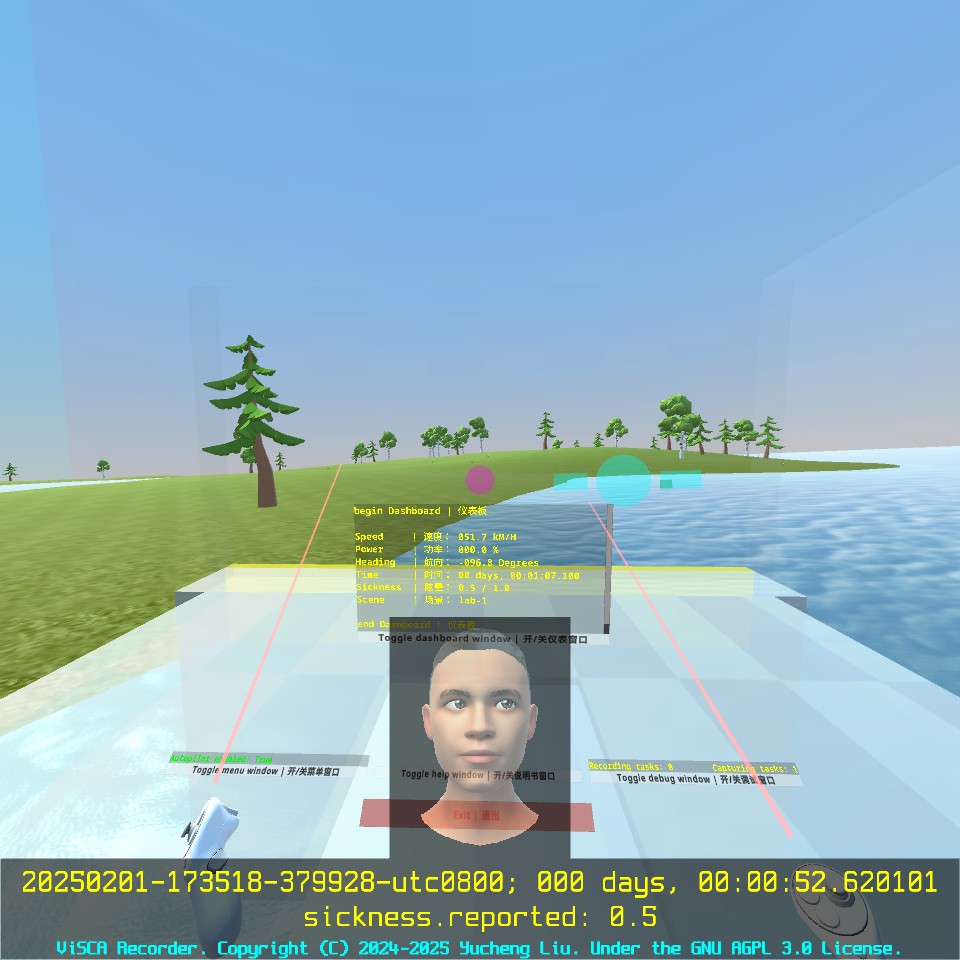 begin Dashboard | 仪表板
Speed | 速度: 051.7 kM/H
Power | 功率: 000.0 %
Heading | 航向: -096.8 Degrees
Time | 时间: 00 days, 00:01:07.100
Sickness | 眩晕: 0.5 / 1.0
Scene | 场景: lab-1
end Dashboard | 仪表板
Toggle dashboard window | 开/关仪表窗口
Autopilot enabled: True
Toggle menu window | 开/关菜单窗口
Toggle help window | 开/关说明书窗口
Recording tasks: 0 Capturing tasks: 1
Toggle debug window | 开/关调试窗口
Exit | 退出
20250201-173518-379928-utc0800; 000 days, 00:00:52.620101
sickness.reported: 0.5
ViSCA Recorder. Copyright (C) 2024-2025 Yucheng Liu. Under the GNU AGPL 3.0 License.